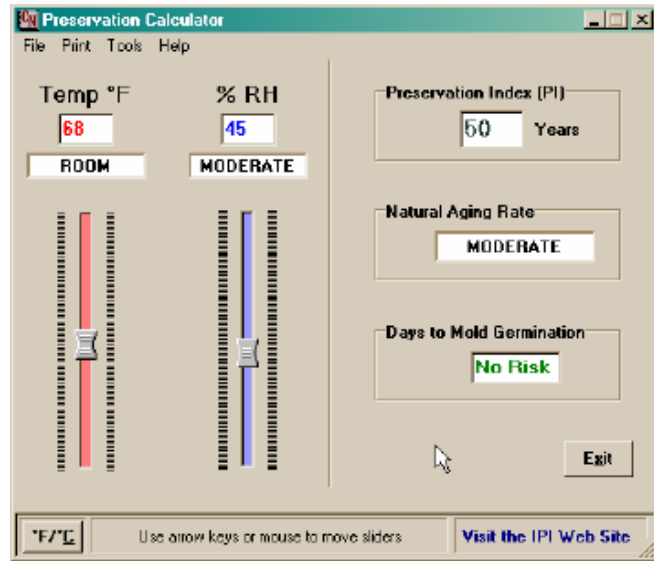 Preservation Calculator
File Print Tools Help
Temp °F
68
ROOM
% RH
45
MODERATE
Preservation Index (PI)
50 Years
Natural Aging Rate
MODERATE
Days to Mold Germination
No Risk
Exit
°F/°C
Use arrow keys or mouse to move sliders
Visit the IPI Web Site